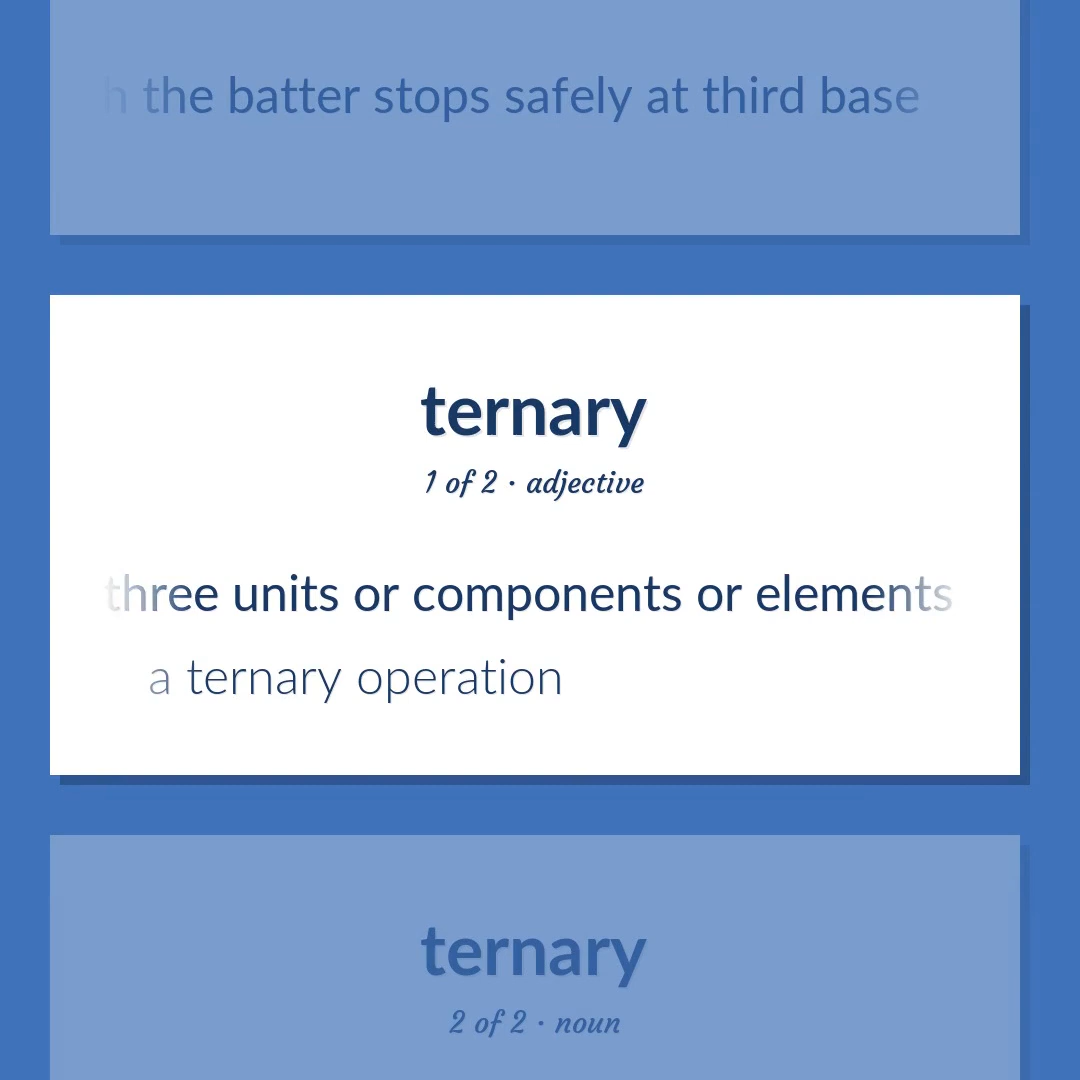 h the batter stops safely at third base
ternary
1 of 2 · adjective
three units or components or elements
a ternary operation
ternary
2 of 2 · noun